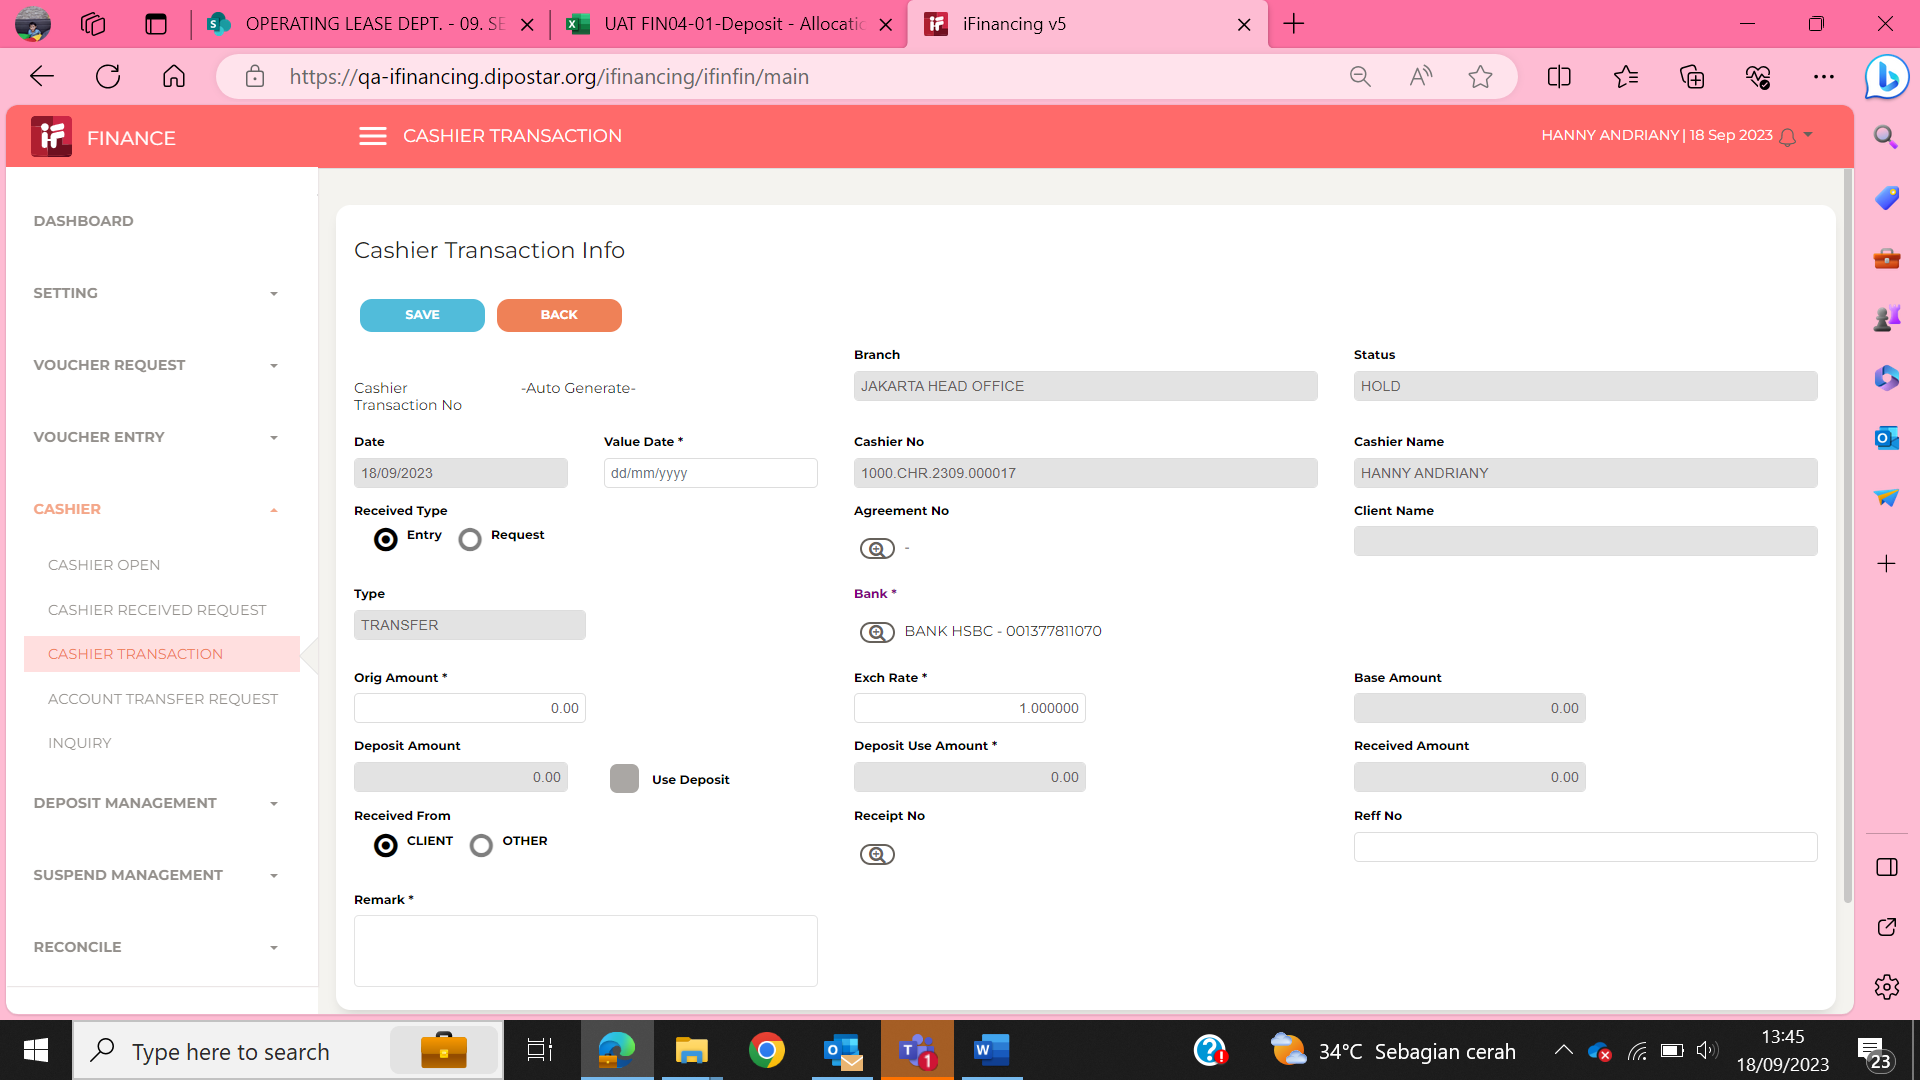 OPERATING LEASE DEPT. - 09. SE
UAT FIN04-01-Deposit - Allocatio
iFinancing v5
https://qa-ifinancing.dipostar.org/ifinancing/ifinfin/main
iF FINANCE
CASHIER TRANSACTION
HANNY ANDRIANY | 18 Sep 2023
DASHBOARD
SETTING
VOUCHER REQUEST
VOUCHER ENTRY
CASHIER
CASHIER OPEN
CASHIER RECEIVED REQUEST
CASHIER TRANSACTION
ACCOUNT TRANSFER REQUEST
INQUIRY
DEPOSIT MANAGEMENT
SUSPEND MANAGEMENT
RECONCILE
Cashier Transaction Info
SAVE BACK
Cashier Transaction No -Auto Generate-
Branch
JAKARTA HEAD OFFICE
Status
HOLD
Date
18/09/2023
Value Date *
dd/mm/yyyy
Cashier No
1000.CHR.2309.000017
Cashier Name
HANNY ANDRIANY
Received Type
Entry Request
Agreement No
-
Client Name
Type
TRANSFER
Bank *
BANK HSBC - 001377811070
Orig Amount *
0.00
Exch Rate *
1.000000
Base Amount
0.00
Deposit Amount
0.00
Use Deposit
Deposit Use Amount *
0.00
Received Amount
0.00
Received From
CLIENT OTHER
Receipt No
Reff No
Remark *
Type here to search
1
34°C Sebagian cerah
13:45
18/09/2023
23